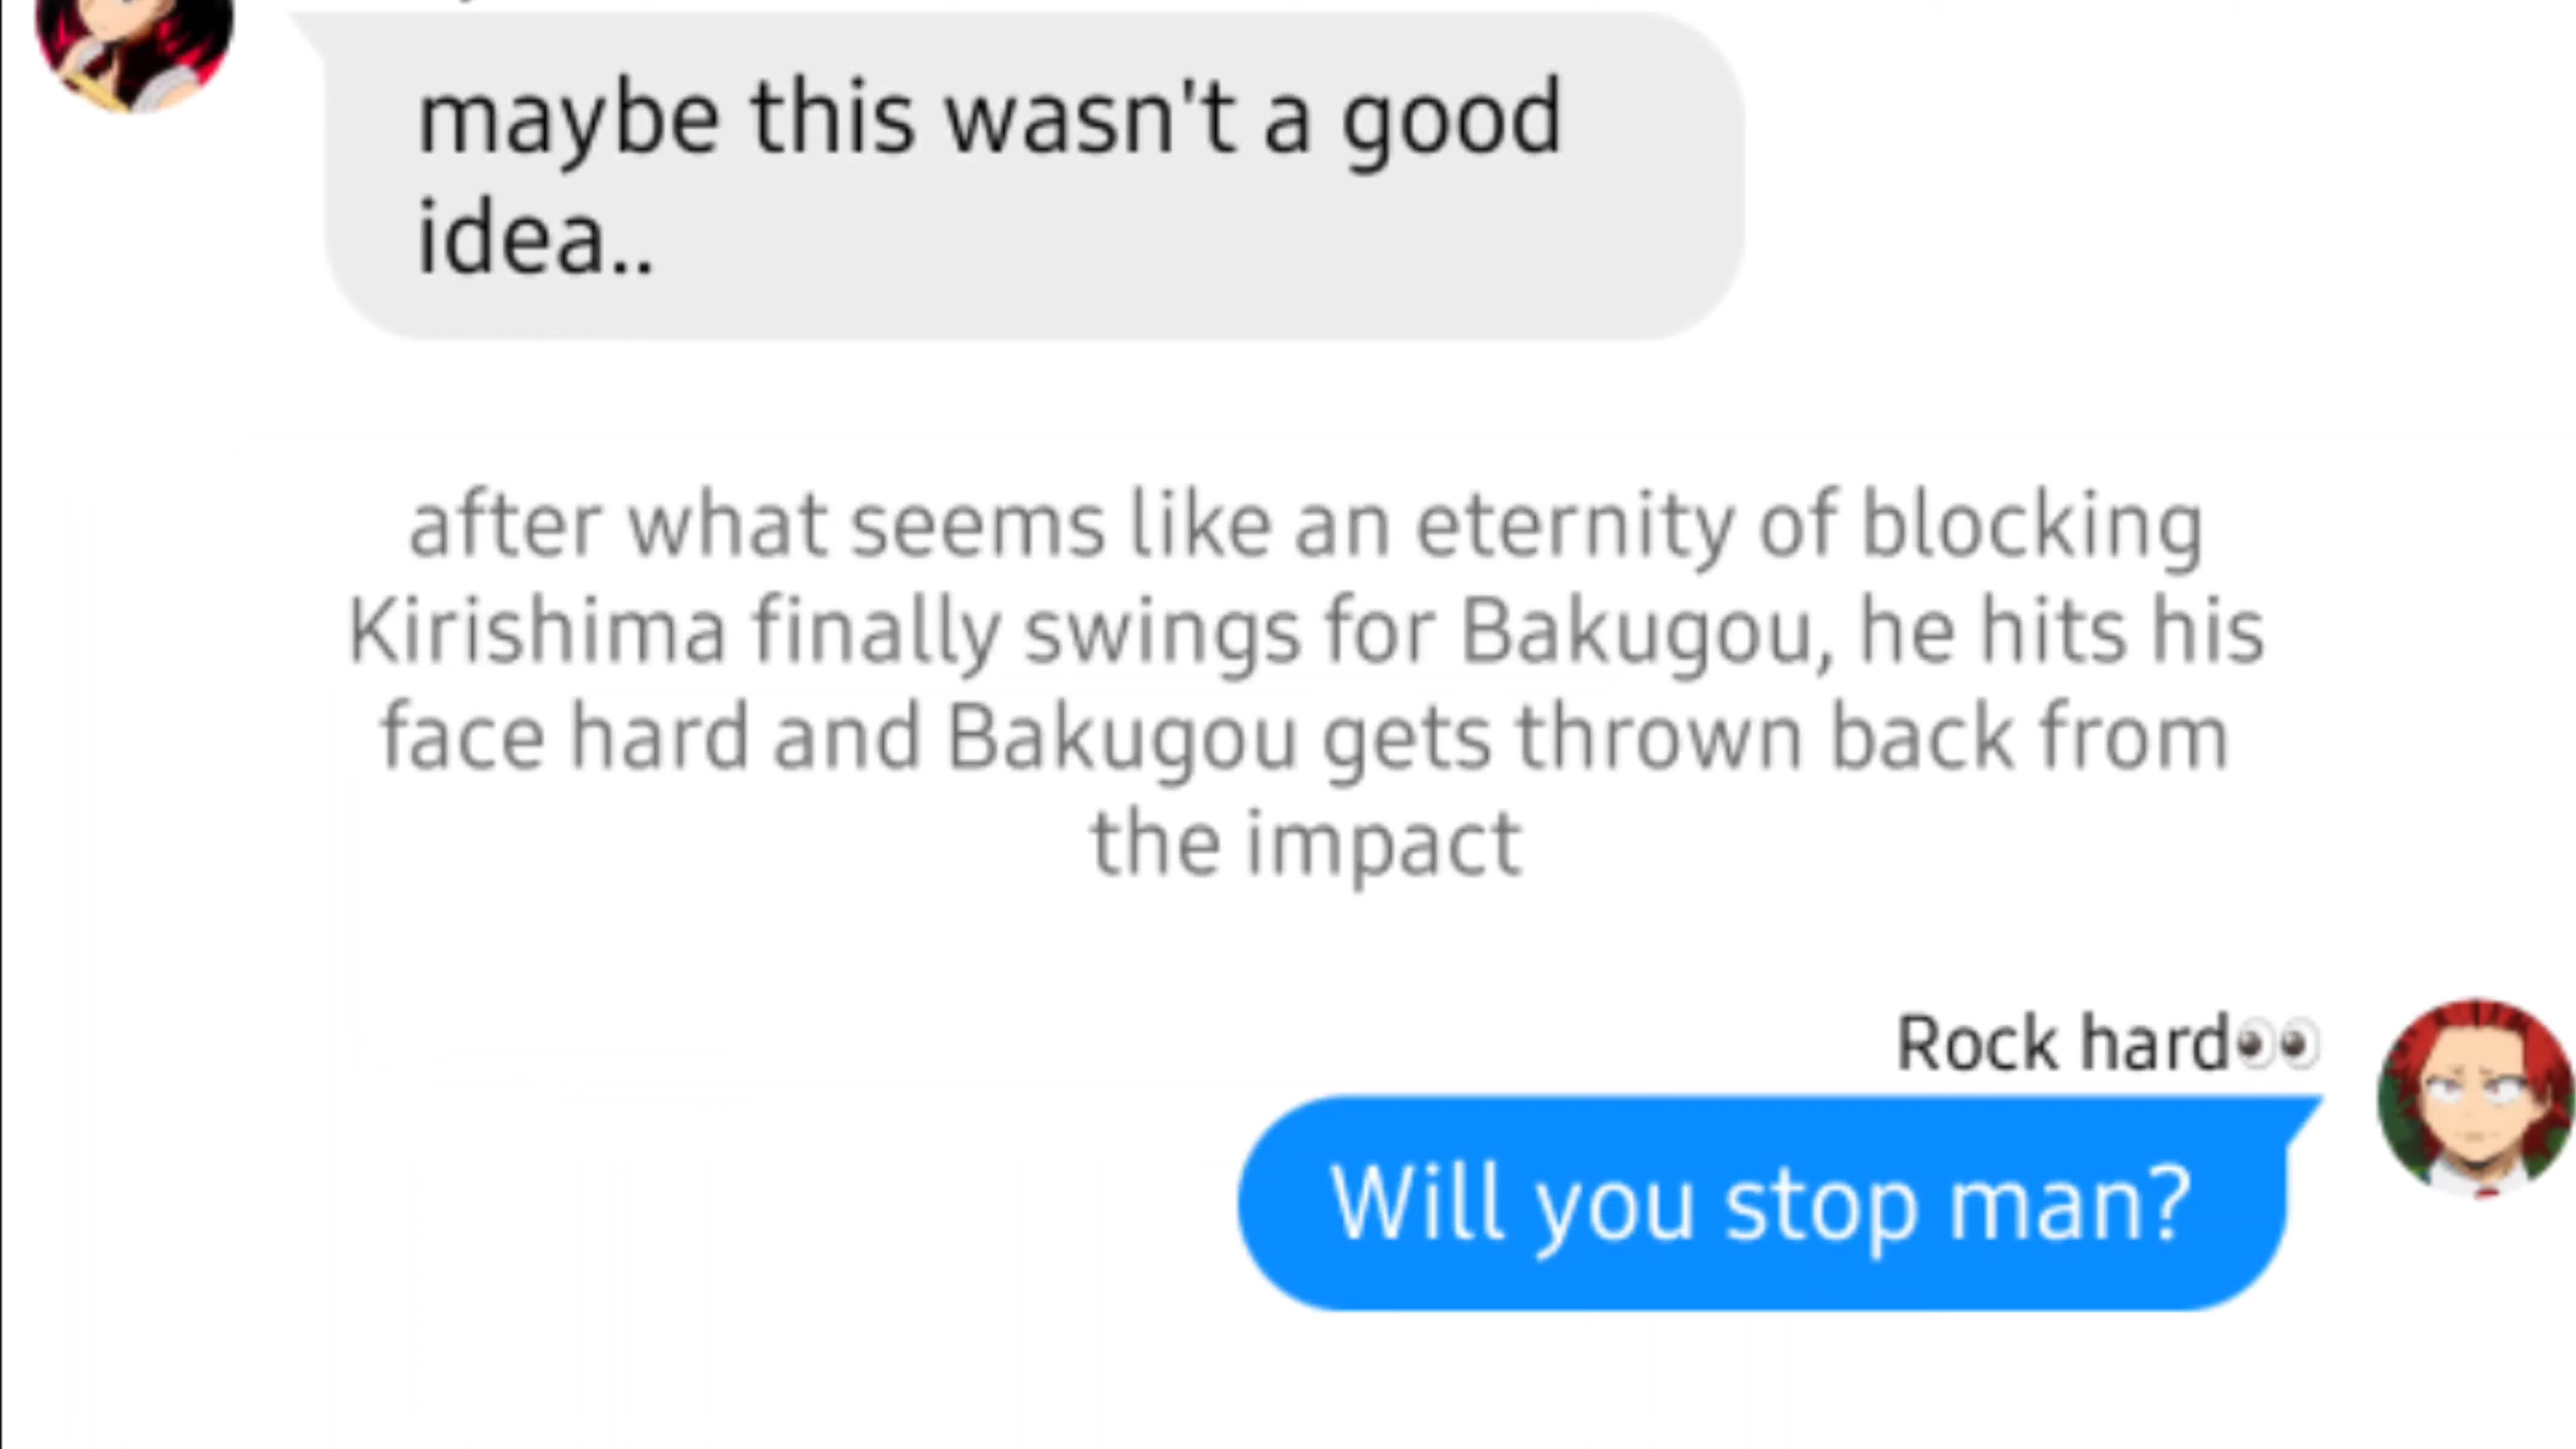 maybe this wasn't a good
idea..
after what seems like an eternity of blocking
Kirishima finally swings for Bakugou, he hits his
face hard and Bakugou gets thrown back from
the impact
Rock hard👀
Will you stop man?